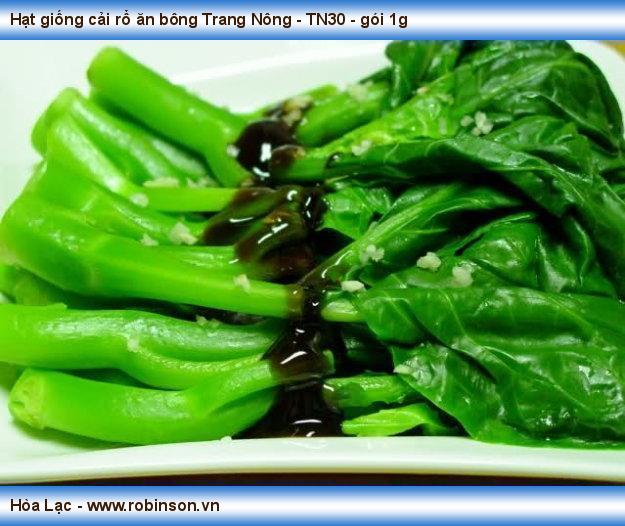 Hạt giống cải rổ ăn bông Trang Nông - TN30 - gói 1g
Hòa Lạc - www.robinson.vn